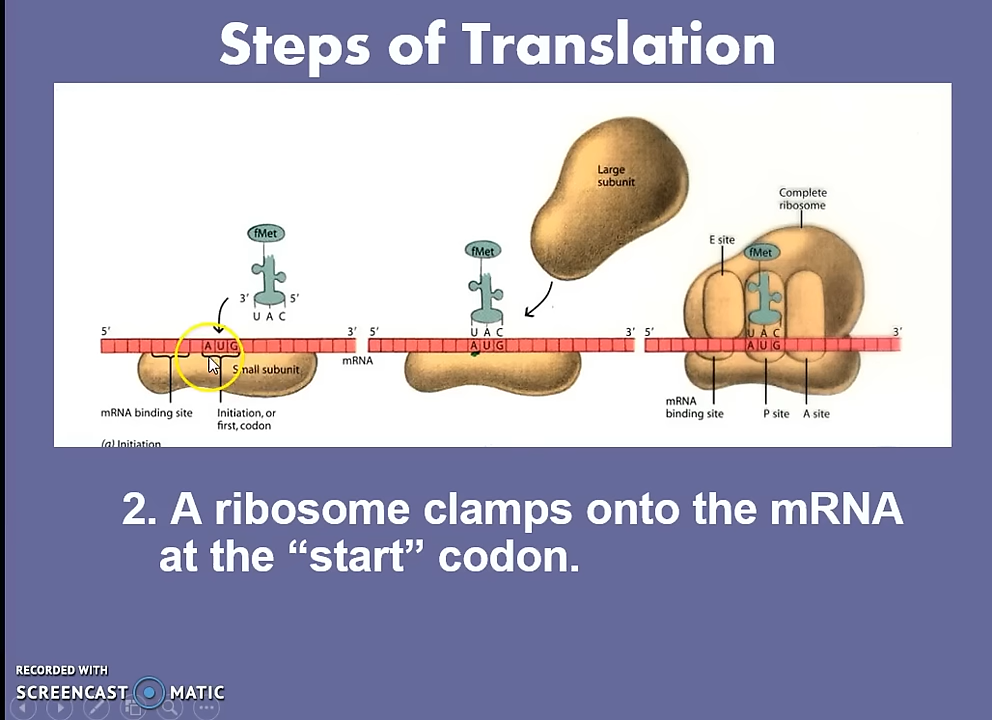 Steps of Translation
Large
subunit
Complete
ribosome
E site
fMet
fMet
fMet
3' 5'
U A C
U A C
U A C
5' 3'
5' 3'
5' 3'
A U G
A U G
A U G
mRNA
Small subunit
mRNA binding site
Initiation, or
first, codon
mRNA
binding site
P site
A site
(a) Initiation
2. A ribosome clamps onto the mRNA
at the “start” codon.
RECORDED WITH
SCREENCAST MATIC